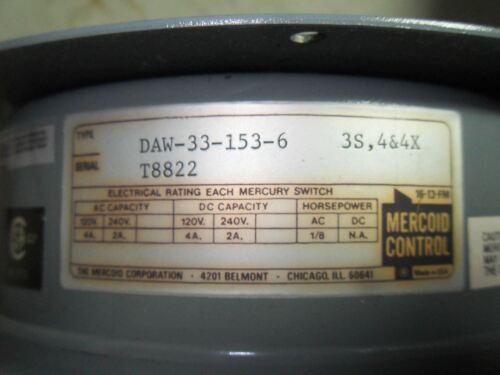 TYPE DAW-33-153-6 3S,4&4X
SERIAL T8822
ELECTRICAL RATING EACH MERCURY SWITCH 16-13-FM
AC CAPACITY DC CAPACITY HORSEPOWER
120V. 240V. 120V. 240V. AC DC
4A. 2A. 4A. 2A. 1/8 N.A.
MERCOID
CONTROL
Made in USA
THE MERCOID CORPORATION · 4201 BELMONT · CHICAGO, ILL. 60641